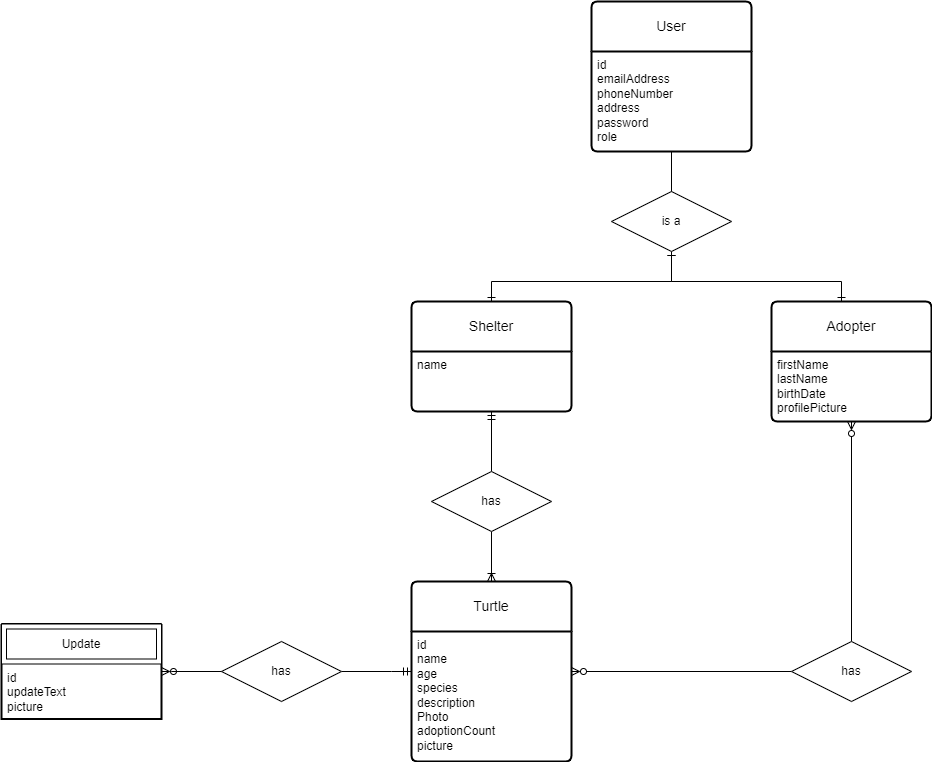 User
id
emailAddress
phoneNumber
address
password
role
is a
Shelter
name
Adopter
firstName
lastName
birthDate
profilePicture
has
Turtle
id
name
age
species
description
Photo
adoptionCount
picture
Update
id
updateText
picture
has
has